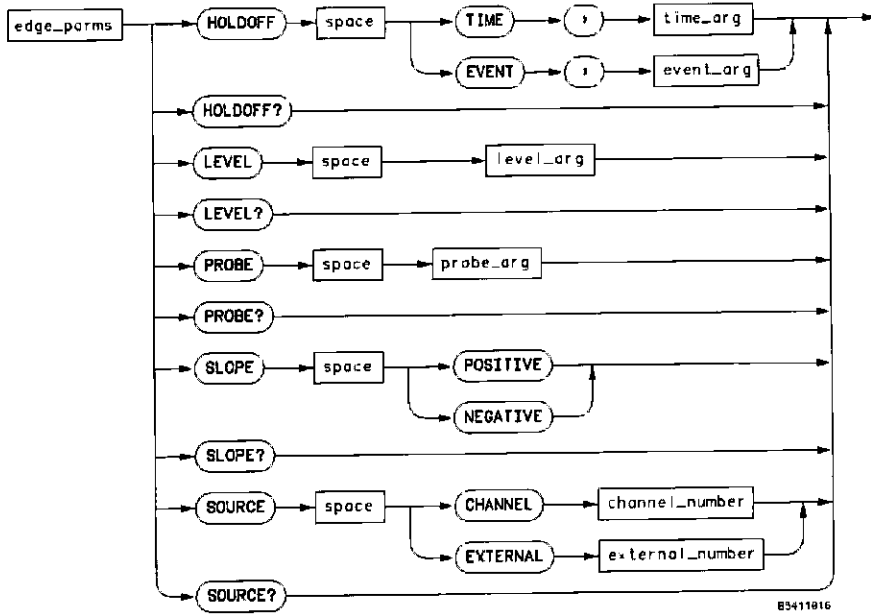 edge_parms HOLDOFF space TIME , time_arg
EVENT , event_arg
HOLDOFF?
LEVEL space level_arg
LEVEL?
PROBE space probe_arg
PROBE?
SLOPE space POSITIVE
NEGATIVE
SLOPE?
SOURCE space CHANNEL channel_number
EXTERNAL external_number
SOURCE?